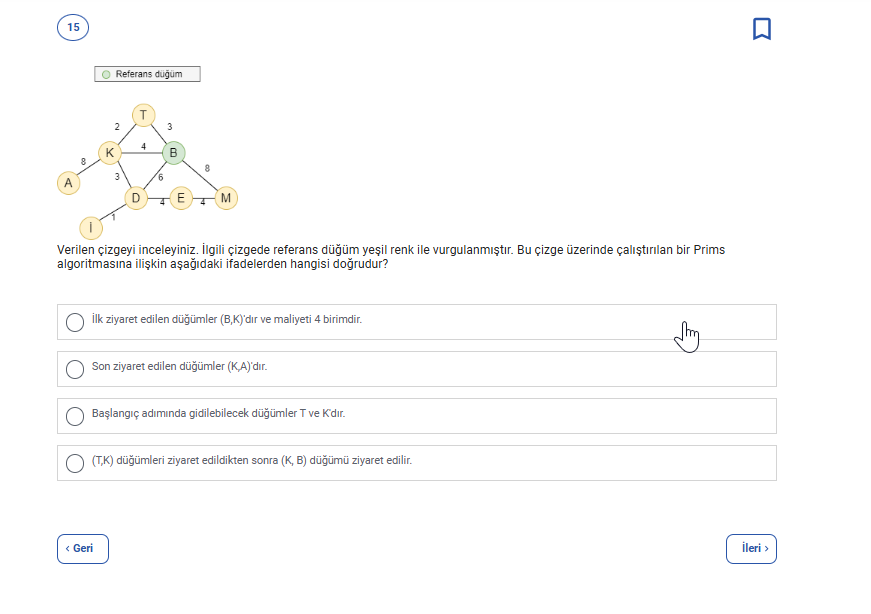 15
Referans düğüm
T
2
3
4
K
B
8
8
A
3
6
D
4
E
4
M
1
İ
Verilen çizgeyi inceleyiniz. İlgili çizgede referans düğüm yeşil renk ile vurgulanmıştır. Bu çizge üzerinde çalıştırılan bir Prims
algoritmasına ilişkin aşağıdaki ifadelerden hangisi doğrudur?
İlk ziyaret edilen düğümler (B,K)'dır ve maliyeti 4 birimdir.
Son ziyaret edilen düğümler (K,A)'dır.
Başlangıç adımında gidilebilecek düğümler T ve K'dır.
(T,K) düğümleri ziyaret edildikten sonra (K, B) düğümü ziyaret edilir.
‹ Geri
İleri ›